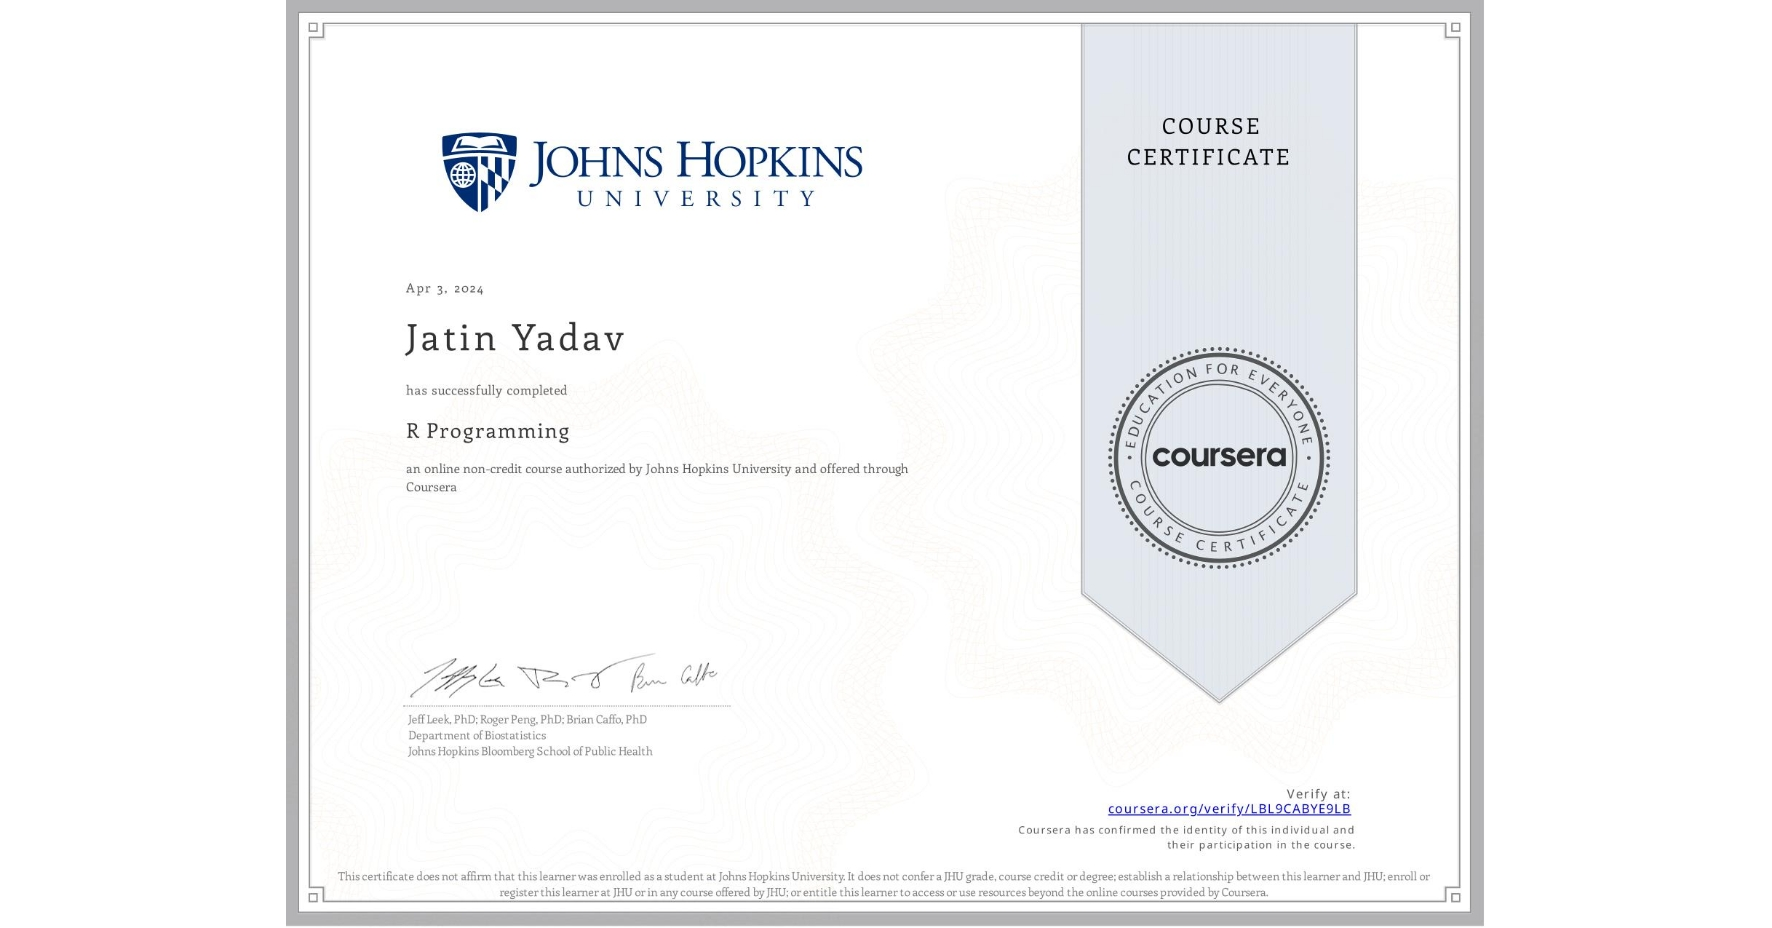 JOHNS HOPKINS
UNIVERSITY
COURSE
CERTIFICATE
Apr 3, 2024
Jatin Yadav
has successfully completed
R Programming
an online non-credit course authorized by Johns Hopkins University and offered through
Coursera
EDUCATION FOR EVERYONE
coursera
COURSE CERTIFICATE
Jeff Leek, PhD; Roger Peng, PhD; Brian Caffo, PhD
Department of Biostatistics
Johns Hopkins Bloomberg School of Public Health
Verify at:
coursera.org/verify/LBL9CABYE9LB
Coursera has confirmed the identity of this individual and
their participation in the course.
This certificate does not affirm that this learner was enrolled as a student at Johns Hopkins University. It does not confer a JHU grade, course credit or degree; establish a relationship between this learner and JHU; enroll or
register this learner at JHU or in any course offered by JHU; or entitle this learner to access or use resources beyond the online courses provided by Coursera.